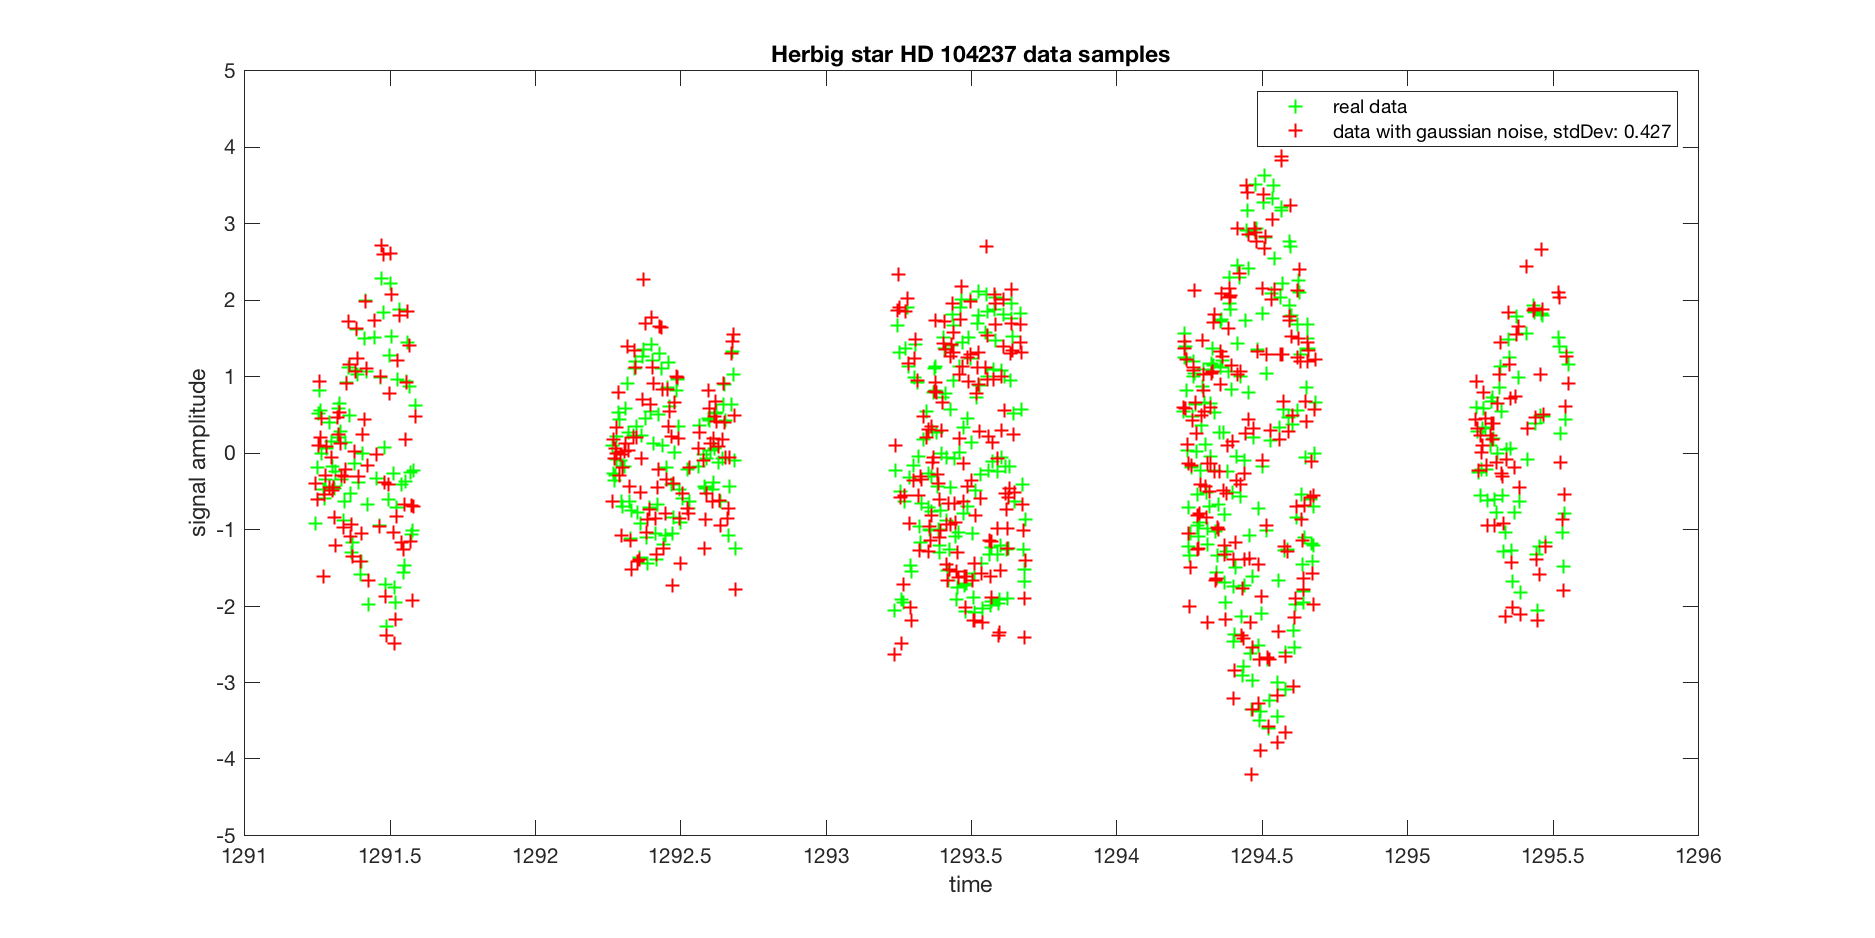 Herbig star HD 104237 data samples
real data
data with gaussian noise, stdDev: 0.427
signal amplitude
5
4
3
2
1
0
-1
-2
-3
-4
-5
1291 1291.5 1292 1292.5 1293 1293.5 1294 1294.5 1295 1295.5 1296
time